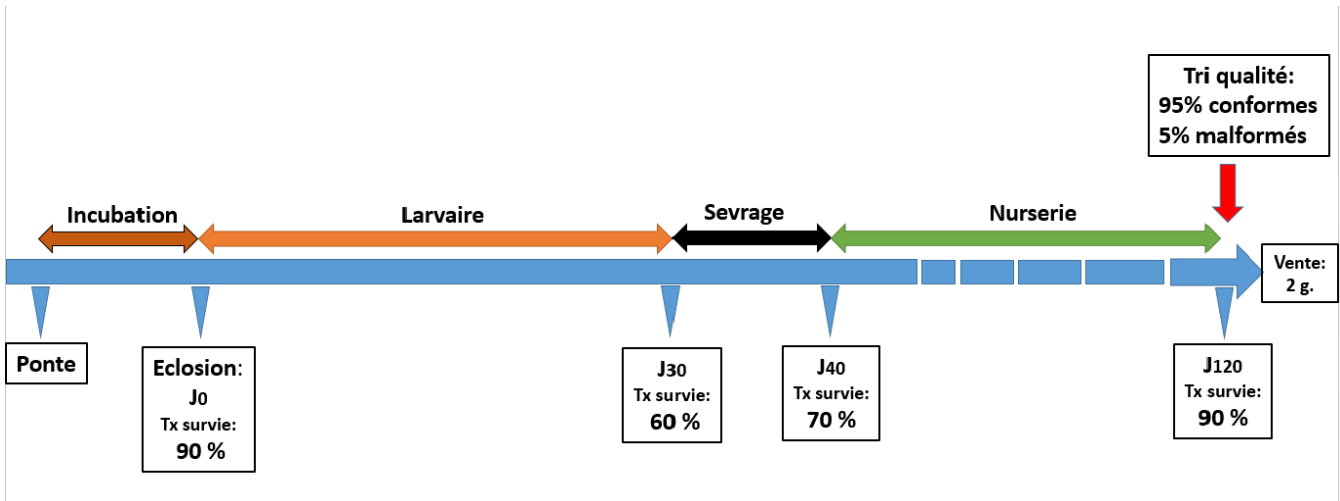 Tri qualité:
95% conformes
5% malformés
Incubation
Larvaire
Sevrage
Nurserie
Vente:
2 g.
Ponte
Eclosion:
J0
Tx survie:
90 %
J30
Tx survie:
60 %
J40
Tx survie:
70 %
J120
Tx survie:
90 %